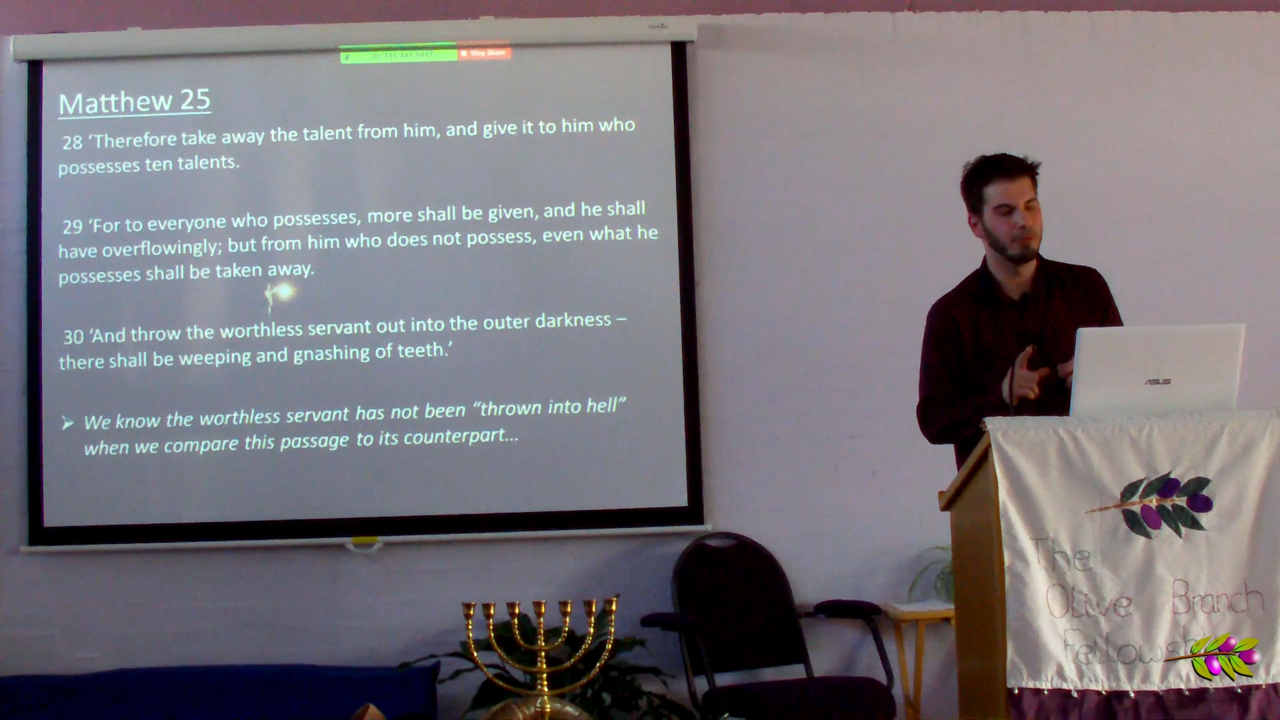 Stop Share
Matthew 25
28 ‘Therefore take away the talent from him, and give it to him who
possesses ten talents.
29 ‘For to everyone who possesses, more shall be given, and he shall
have overflowingly; but from him who does not possess, even what he
possesses shall be taken away.
30 ‘And throw the worthless servant out into the outer darkness –
there shall be weeping and gnashing of teeth.’
➢ We know the worthless servant has not been “thrown into hell”
when we compare this passage to its counterpart...
ASUS
The
Olive Branch